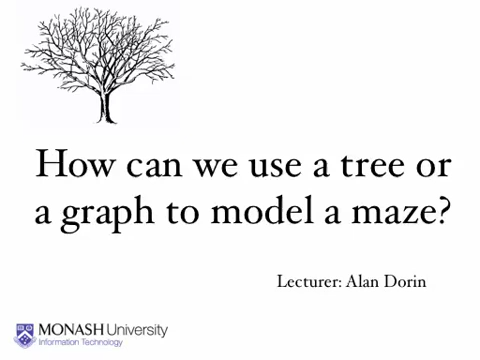 How can we use a tree or
a graph to model a maze?
Lecturer: Alan Dorin
MONASH University
Information Technology